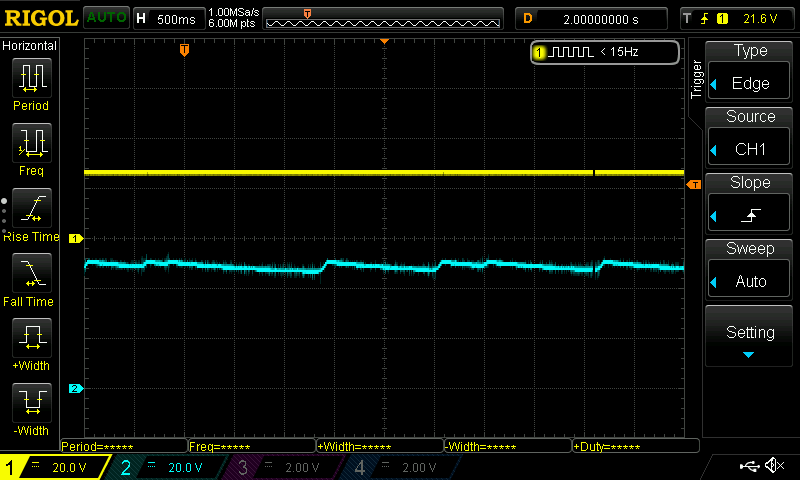 RIGOL AUTO H 500ms 1.00MSa/s 6.00M pts T D 2.00000000 s T 1 21.6 V
Horizontal
Period
Freq
Rise Time
Fall Time
+Width
-Width
T
1 < 15Hz
T
1
2
Trigger
Type
Edge
Source
CH1
Slope
Sweep
Auto
Setting
Period=***** Freq=***** +Width=***** -Width=***** +Duty=*****
1 20.0 V 2 20.0 V 3 2.00 V 4 2.00 V